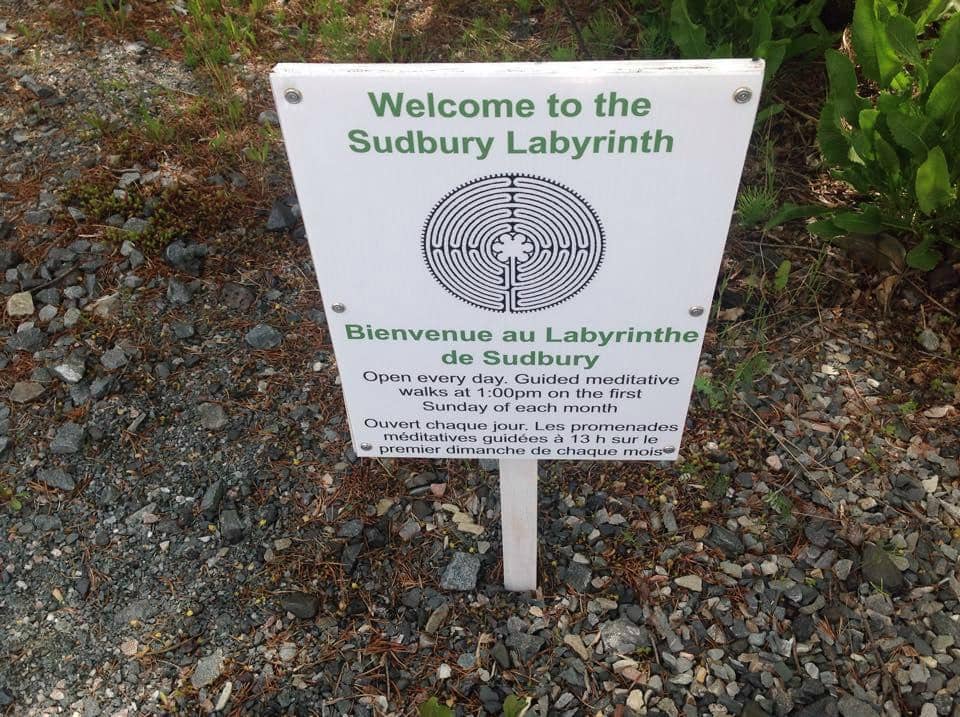 Welcome to the
Sudbury Labyrinth
Bienvenue au Labyrinthe
de Sudbury
Open every day. Guided meditative
walks at 1:00pm on the first
Sunday of each month
Ouvert chaque jour. Les promenades
méditatives guidées à 13 h sur le
premier dimanche de chaque mois